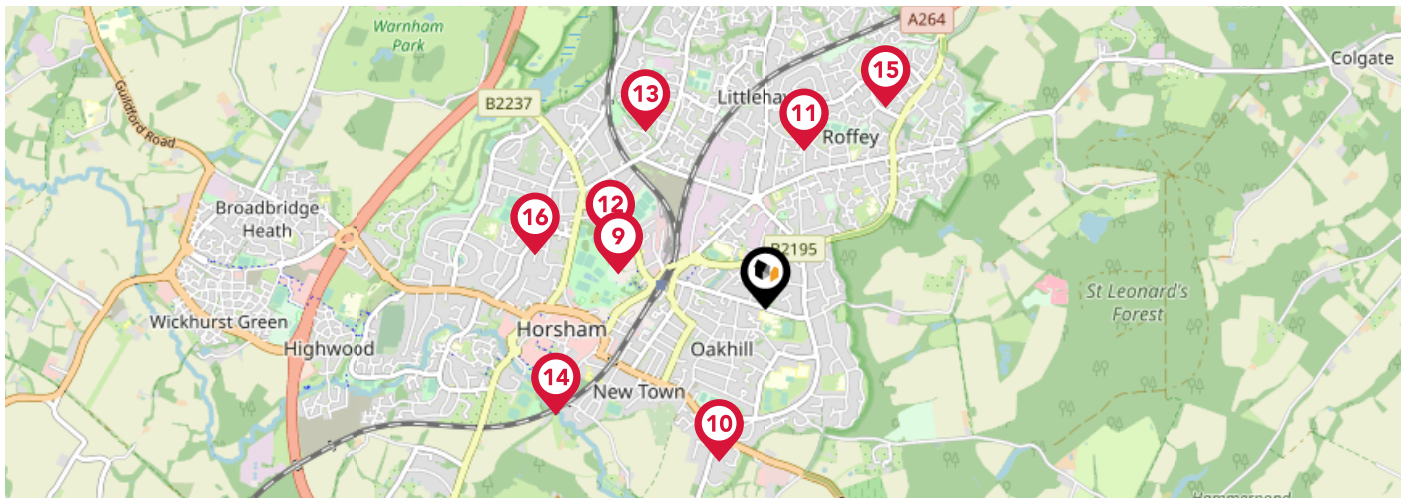 Warnham
Park
A264
Colgate
Guildford Road
B2237
13
15
Littleha
11
Roffey
Broadbridge
Heath
16
12
9
B2195
St Leonard's
Forest
Wickhurst Green
Horsham
Highwood
Oakhill
14
New Town
10